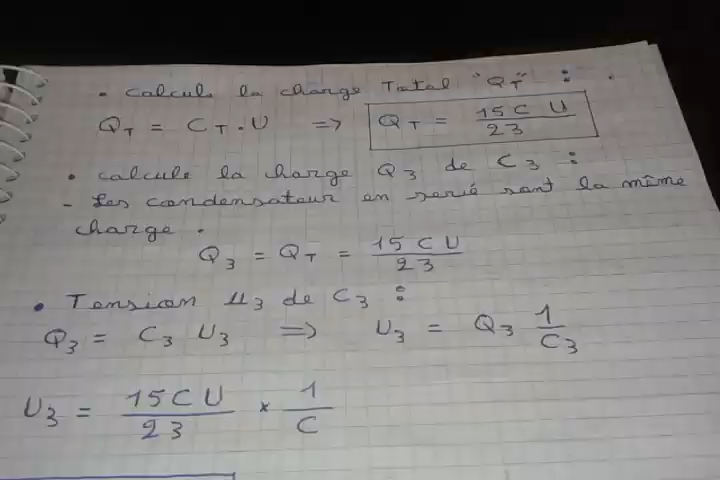 • calculs la charge Total "QT" :
QT = CT . U => QT = 15 C U / 23
• calculs la charge Q3 de C3 :
- Les condensateur en serié sont la même
charge .
Q3 = QT = 15 C U / 23
• Tension U3 de C3 :
Q3 = C3 U3 => U3 = Q3 1 / C3
U3 = 15 C U / 23 × 1 / C